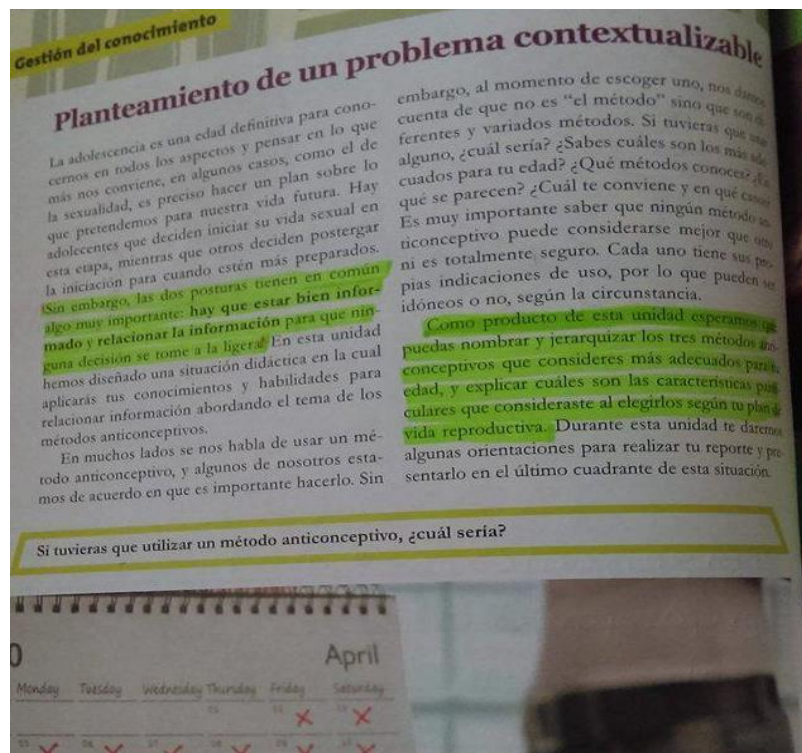 Gestión del conocimiento
Planteamiento de un problema contextualizable
La adolescencia es una edad definitiva para cono-
cernos en todos los aspectos y pensar en lo que
más nos conviene, en algunos casos, como el de
la sexualidad, es preciso hacer un plan sobre lo
que pretendemos para nuestra vida futura. Hay
adolecentes que deciden iniciar su vida sexual en
esta etapa, mientras que otros deciden postergar
la iniciación para cuando estén más preparados.
Sin embargo, las dos posturas tienen en común
algo muy importante: hay que estar bien infor-
mado y relacionar la información para que nin-
guna decisión se tome a la ligera. En esta unidad
hemos diseñado una situación didáctica en la cual
aplicarás tus conocimientos y habilidades para
relacionar información abordando el tema de los
métodos anticonceptivos.
En muchos lados se nos habla de usar un mé-
todo anticonceptivo, y algunos de nosotros esta-
mos de acuerdo en que es importante hacerlo. Sin
embargo, al momento de escoger uno, nos damos
cuenta de que no es “el método” sino que son
ferentes y variados métodos. Si tuvieras que
alguno, ¿cuál sería? ¿Sabes cuáles son los más
cuados para tu edad? ¿Qué métodos conoces?
qué se parecen? ¿Cuál te conviene y en qué
Es muy importante saber que ningún método
ticonceptivo puede considerarse mejor que
ni es totalmente seguro. Cada uno tiene sus
pias indicaciones de uso, por lo que pueden ser
idóneos o no, según la circunstancia.
Como producto de esta unidad esperamos que
puedas nombrar y jerarquizar los tres métodos
conceptivos que consideres más adecuados para
edad, y explicar cuáles son las características
culares que consideraste al elegirlos según tu plan de
vida reproductiva. Durante esta unidad te daremos
algunas orientaciones para realizar tu reporte y pre-
sentarlo en el último cuadrante de esta situación.
Si tuvieras que utilizar un método anticonceptivo, ¿cuál sería?
April
Monday Tuesday Wednesday Thursday Friday Saturday